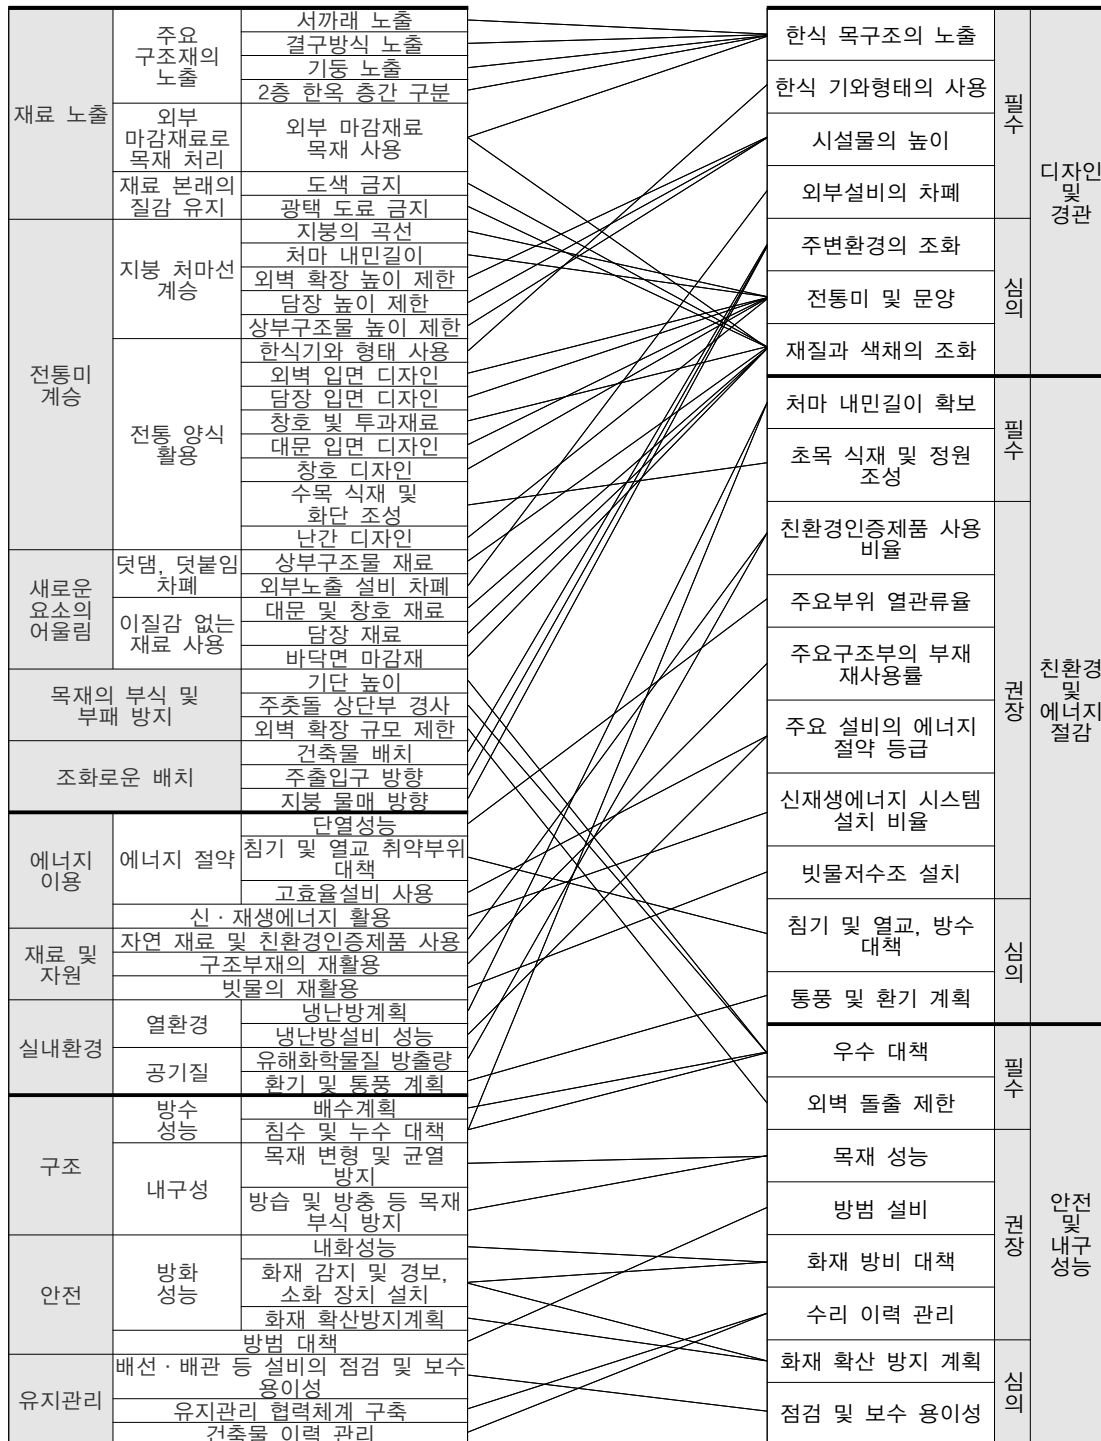 재료 노출
주요
구조재의
노출
서까래 노출
결구방식 노출
기둥 노출
2층 한옥 층간 구분
외부
마감재료로
목재 처리
외부 마감재료
목재 사용
재료 본래의
질감 유지
도색 금지
광택 도료 금지
전통미
계승
지붕 처마선
계승
지붕의 곡선
처마 내민길이
외벽 확장 높이 제한
담장 높이 제한
상부구조물 높이 제한
전통 양식
활용
한식기와 형태 사용
외벽 입면 디자인
담장 입면 디자인
창호 빛 투과재료
대문 입면 디자인
창호 디자인
수목 식재 및
화단 조성
난간 디자인
새로운
요소의
어울림
덧댐, 덧붙임
차폐
상부구조물 재료
외부노출 설비 차폐
이질감 없는
재료 사용
대문 및 창호 재료
담장 재료
바닥면 마감재
목재의 부식 및
부패 방지
기단 높이
주춧돌 상단부 경사
외벽 확장 규모 제한
조화로운 배치
건축물 배치
주출입구 방향
지붕 물매 방향
에너지
이용
에너지 절약
단열성능
침기 및 열교 취약부위
대책
고효율설비 사용
신ㆍ재생에너지 활용
재료 및
자원
자연 재료 및 친환경인증제품 사용
구조부재의 재활용
빗물의 재활용
실내환경
열환경
냉난방계획
냉난방설비 성능
공기질
유해화학물질 방출량
환기 및 통풍 계획
구조
방수
성능
배수계획
침수 및 누수 대책
내구성
목재 변형 및 균열
방지
방습 및 방충 등 목재
부식 방지
안전
방화
성능
내화성능
화재 감지 및 경보,
소화 장치 설치
화재 확산방지계획
방범 대책
유지관리
배선ㆍ배관 등 설비의 점검 및 보수
용이성
유지관리 협력체계 구축
건축물 이력 관리
한식 목구조의 노출
한식 기와형태의 사용
시설물의 높이
외부설비의 차폐
필수
주변환경의 조화
전통미 및 문양
재질과 색채의 조화
심의
디자인
및
경관
처마 내민길이 확보
초목 식재 및 정원
조성
필수
친환경인증제품 사용
비율
주요부위 열관류율
주요구조부의 부재
재사용률
주요 설비의 에너지
절약 등급
신재생에너지 시스템
설치 비율
빗물저수조 설치
권장
침기 및 열교, 방수
대책
통풍 및 환기 계획
심의
친환경
및
에너지
절감
우수 대책
외벽 돌출 제한
필수
목재 성능
방범 설비
화재 방비 대책
수리 이력 관리
권장
화재 확산 방지 계획
점검 및 보수 용이성
심의
안전
및
내구
성능